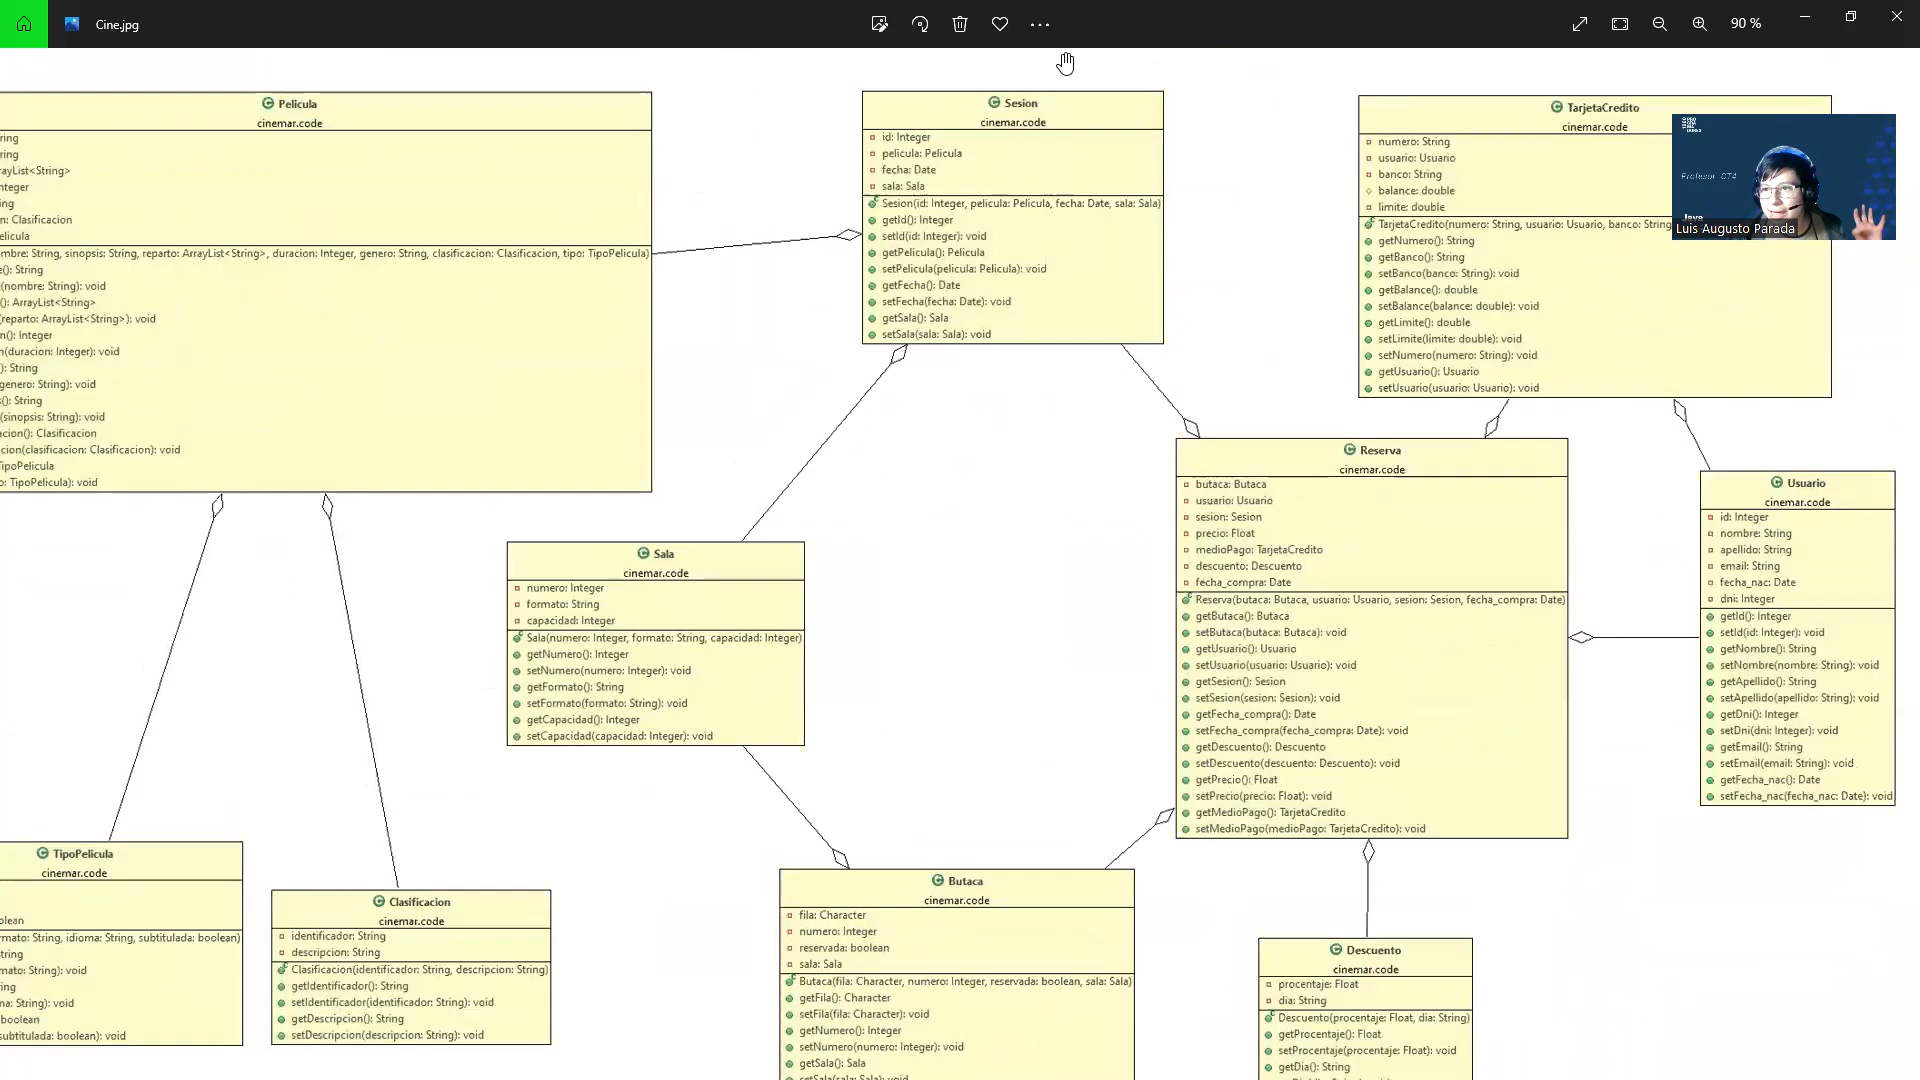 Cine.jpg
90 %
Pelicula
cinemar.code
ring
ring
rayList<String>
nteger
ng
n: Clasificacion
elicula
mbre: String, sinopsis: String, reparto: ArrayList<String>, duracion: Integer, genero: String, clasificacion: Clasificacion, tipo: TipoPelicula)
e(): String
(nombre: String): void
(): ArrayList<String>
(reparto: ArrayList<String>): void
n(): Integer
n(duracion: Integer): void
(): String
genero: String): void
s(): String
(sinopsis: String): void
acion(): Clasificacion
cion(clasificacion: Clasificacion): void
TipoPelicula
o: TipoPelicula): void
Sesion
cinemar.code
id: Integer
pelicula: Pelicula
fecha: Date
sala: Sala
Sesion(id: Integer, pelicula: Pelicula, fecha: Date, sala: Sala)
getId(): Integer
setId(id: Integer): void
getPelicula(): Pelicula
setPelicula(pelicula: Pelicula): void
getFecha(): Date
setFecha(fecha: Date): void
getSala(): Sala
setSala(sala: Sala): void
TarjetaCredito
cinemar.code
numero: String
usuario: Usuario
banco: String
balance: double
limite: double
TarjetaCredito(numero: String, usuario: Usuario, banco: String
getNumero(): String
getBanco(): String
setBanco(banco: String): void
getBalance(): double
setBalance(balance: double): void
getLimite(): double
setLimite(limite: double): void
setNumero(numero: String): void
getUsuario(): Usuario
setUsuario(usuario: Usuario): void
Profesor CT4
Java
Luis Augusto Parada
Reserva
cinemar.code
butaca: Butaca
usuario: Usuario
sesion: Sesion
precio: Float
medioPago: TarjetaCredito
descuento: Descuento
fecha_compra: Date
Reserva(butaca: Butaca, usuario: Usuario, sesion: Sesion, fecha_compra: Date)
getButaca(): Butaca
setButaca(butaca: Butaca): void
getUsuario(): Usuario
setUsuario(usuario: Usuario): void
getSesion(): Sesion
setSesion(sesion: Sesion): void
getFecha_compra(): Date
setFecha_compra(fecha_compra: Date): void
getDescuento(): Descuento
setDescuento(descuento: Descuento): void
getPrecio(): Float
setPrecio(precio: Float): void
getMedioPago(): TarjetaCredito
setMedioPago(medioPago: TarjetaCredito): void
Usuario
cinemar.code
id: Integer
nombre: String
apellido: String
email: String
fecha_nac: Date
dni: Integer
getId(): Integer
setId(id: Integer): void
getNombre(): String
setNombre(nombre: String): void
getApellido(): String
setApellido(apellido: String): void
getDni(): Integer
setDni(dni: Integer): void
getEmail(): String
setEmail(email: String): void
getFecha_nac(): Date
setFecha_nac(fecha_nac: Date): void
Sala
cinemar.code
numero: Integer
formato: String
capacidad: Integer
Sala(numero: Integer, formato: String, capacidad: Integer)
getNumero(): Integer
setNumero(numero: Integer): void
getFormato(): String
setFormato(formato: String): void
getCapacidad(): Integer
setCapacidad(capacidad: Integer): void
TipoPelicula
cinemar.code
olean
rmato: String, idioma: String, subtitulada: boolean)
tring
mato: String): void
ing
ma: String): void
boolean
subtitulada: boolean): void
Clasificacion
cinemar.code
identificador: String
descripcion: String
Clasificacion(identificador: String, descripcion: String)
getIdentificador(): String
setIdentificador(identificador: String): void
getDescripcion(): String
setDescripcion(descripcion: String): void
Butaca
cinemar.code
fila: Character
numero: Integer
reservada: boolean
sala: Sala
Butaca(fila: Character, numero: Integer, reservada: boolean, sala: Sala)
getFila(): Character
setFila(fila: Character): void
getNumero(): Integer
setNumero(numero: Integer): void
getSala(): Sala
setSala(sala: Sala): void
Descuento
cinemar.code
procentaje: Float
dia: String
Descuento(procentaje: Float, dia: String)
getProcentaje(): Float
setProcentaje(procentaje: Float): void
getDia(): String